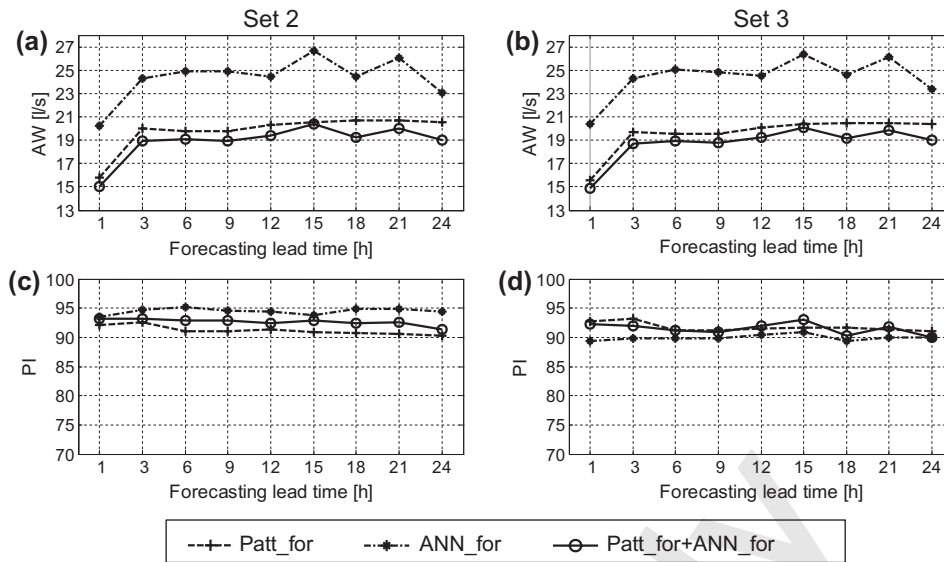 Set 2
Set 3
(a)
27
25
23
21
19
17
15
13
AW [l/s]
1 3 6 9 12 15 18 21 24
Forecasting lead time [h]
(b)
27
25
23
21
19
17
15
13
AW [l/s]
1 3 6 9 12 15 18 21 24
Forecasting lead time [h]
(c)
100
95
90
85
80
75
70
PI
1 3 6 9 12 15 18 21 24
Forecasting lead time [h]
(d)
100
95
90
85
80
75
70
PI
1 3 6 9 12 15 18 21 24
Forecasting lead time [h]
Patt_for ANN_for Patt_for+ANN_for